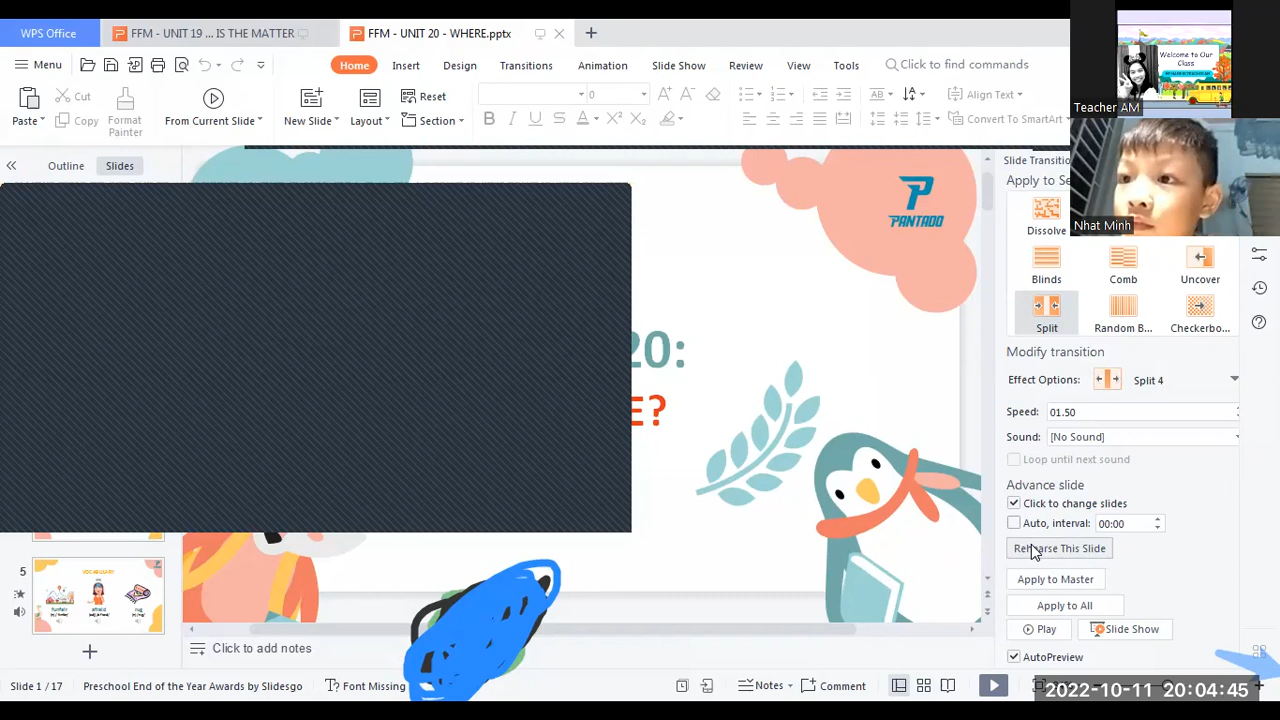 WPS Office
FFM - UNIT 19 ... IS THE MATTER
FFM - UNIT 20 - WHERE.pptx
Menu
Home
Insert
Design
Transitions
Animation
Slide Show
Review
View
Tools
Click to find commands
Paste
Cut
Copy
Format
Painter
From Current Slide
New Slide
Layout
Reset
Section
0
Align Text
Convert To SmartArt
Welcome to Our
Class
Teacher AM
Nhat Minh
Outline
Slides
PANTADO
20:
E?
Slide Transition
Apply to Se
Dissolve
Blinds
Comb
Uncover
Split
Random B...
Checkerbo...
Modify transition
Effect Options:
Split 4
Speed:
01.50
Sound:
[No Sound]
Loop until next sound
Advance slide
Click to change slides
Auto, interval:
00:00
Rehearse This Slide
Apply to Master
Apply to All
Play
Slide Show
AutoPreview
5
VOCABULARY
funfair
afraid
rug
Click to add notes
Slide 1 / 17
Preschool End of the Year Awards by Slidesgo
Font Missing
Notes
Comment
2022-10-11 20:04:45